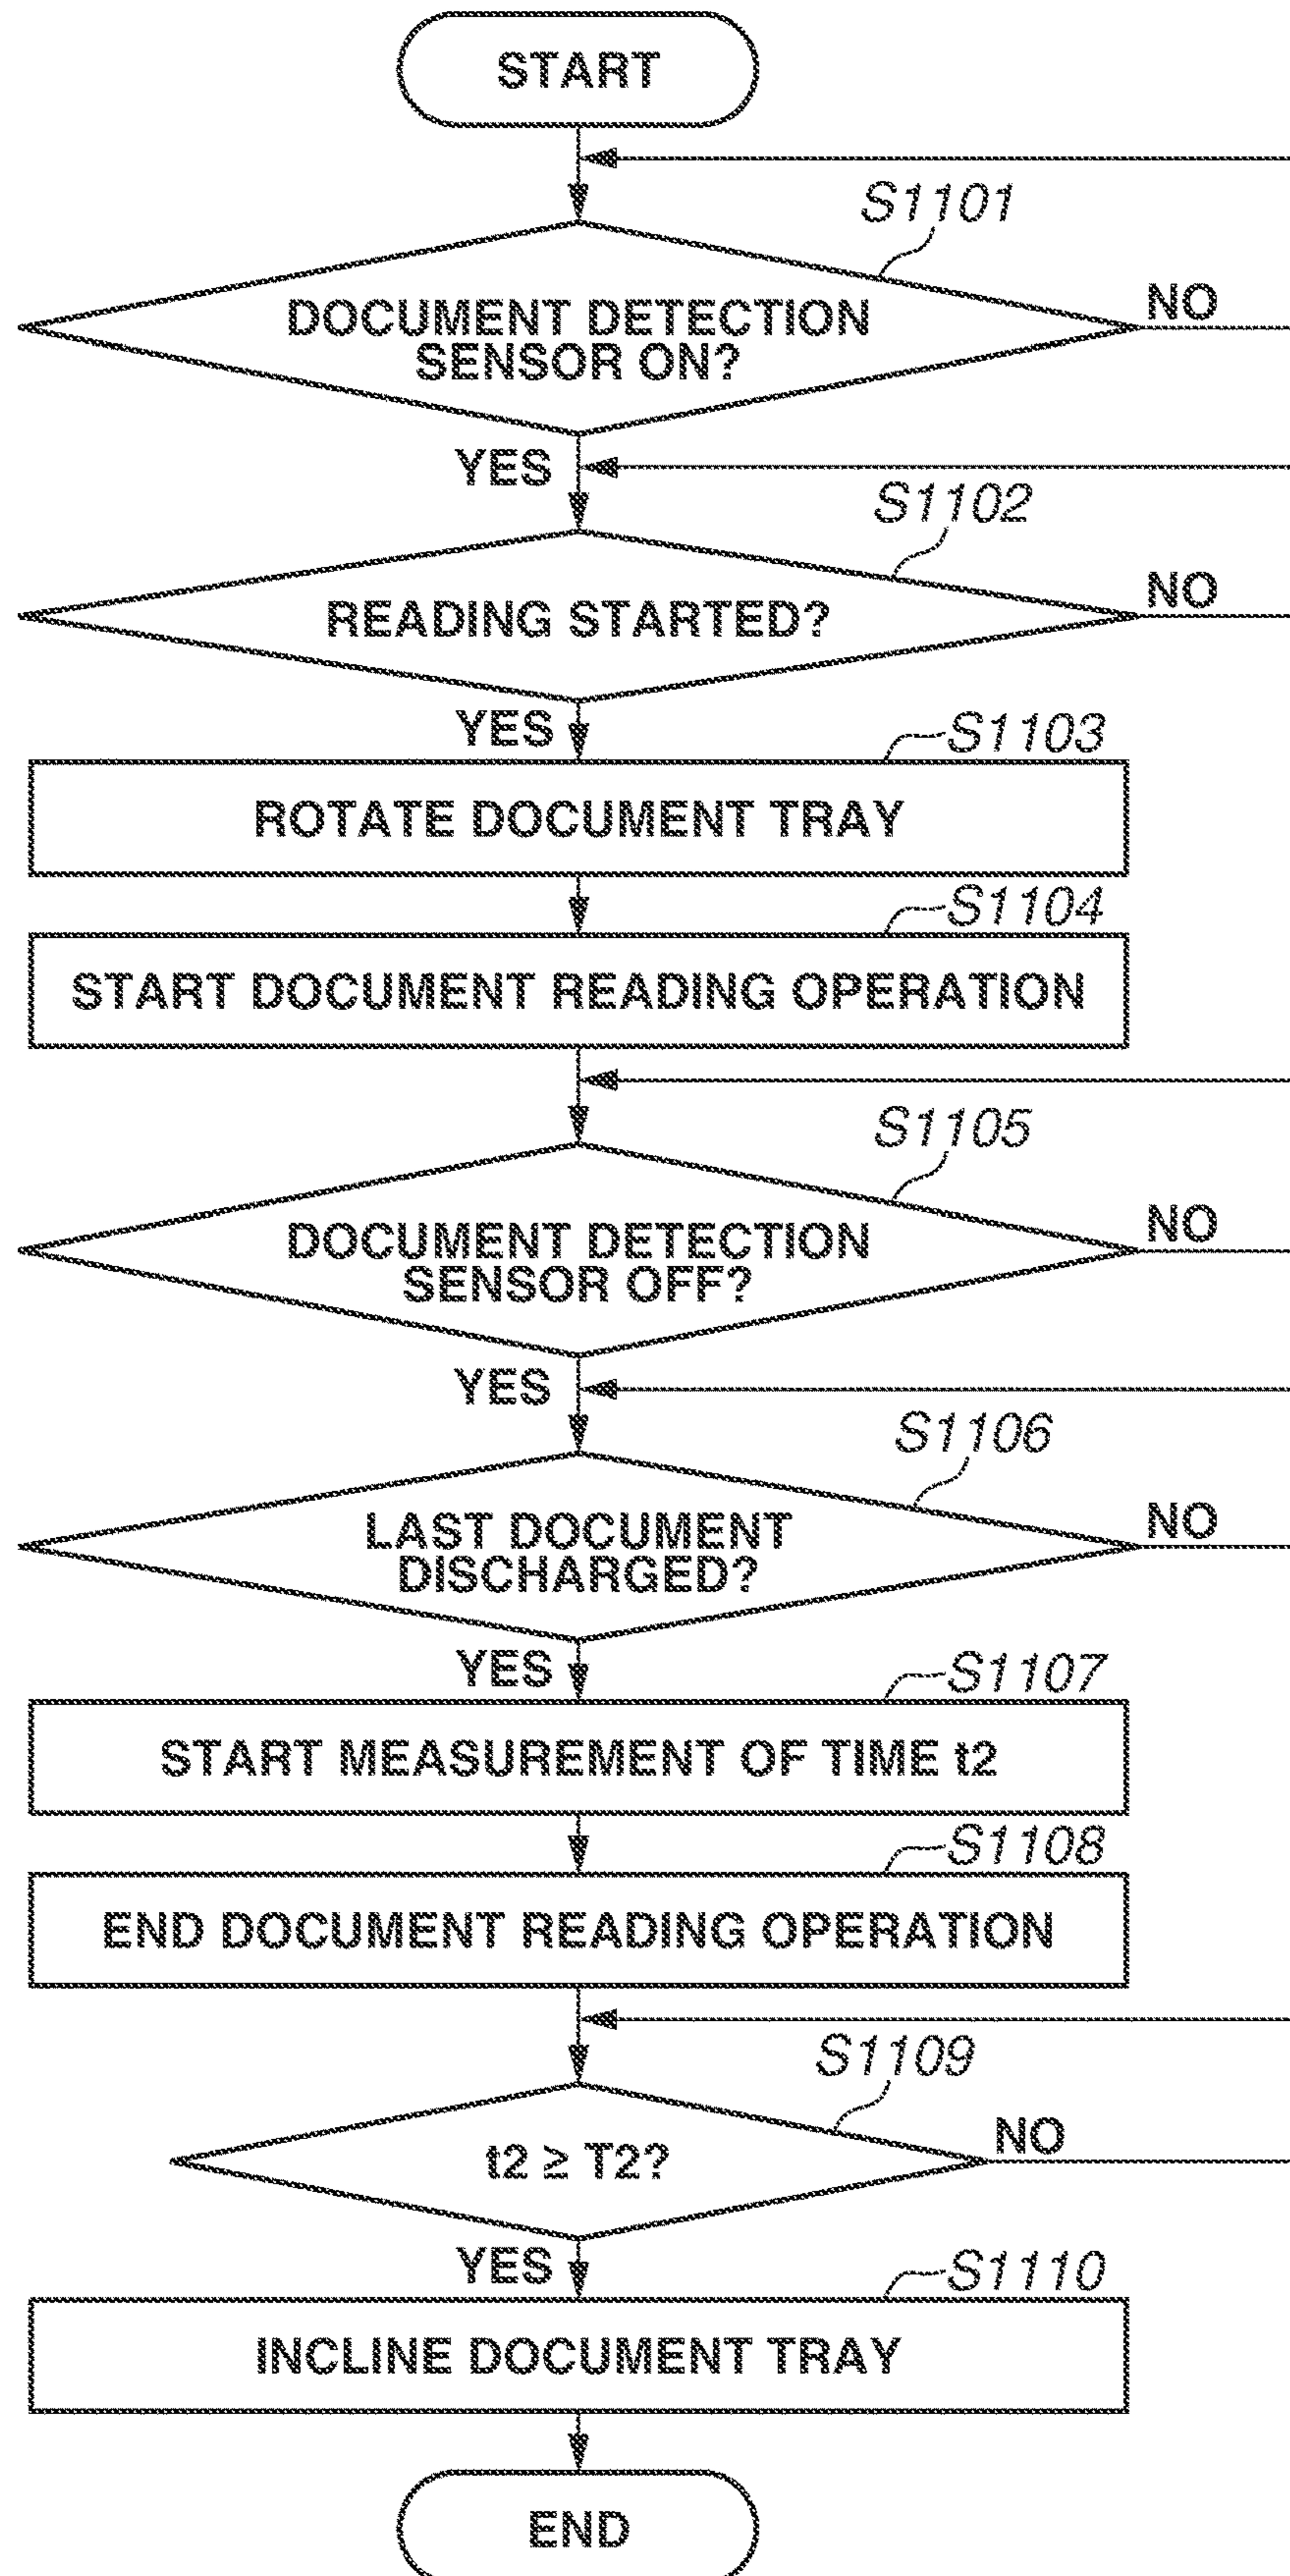 START
S1101
DOCUMENT DETECTION
SENSOR ON?
NO
YES
S1102
READING STARTED?
NO
YES
S1103
ROTATE DOCUMENT TRAY
S1104
START DOCUMENT READING OPERATION
S1105
DOCUMENT DETECTION
SENSOR OFF?
NO
YES
S1106
LAST DOCUMENT
DISCHARGED?
NO
YES
S1107
START MEASUREMENT OF TIME t2
S1108
END DOCUMENT READING OPERATION
S1109
t2 ≥ T2?
NO
YES
S1110
INCLINE DOCUMENT TRAY
END